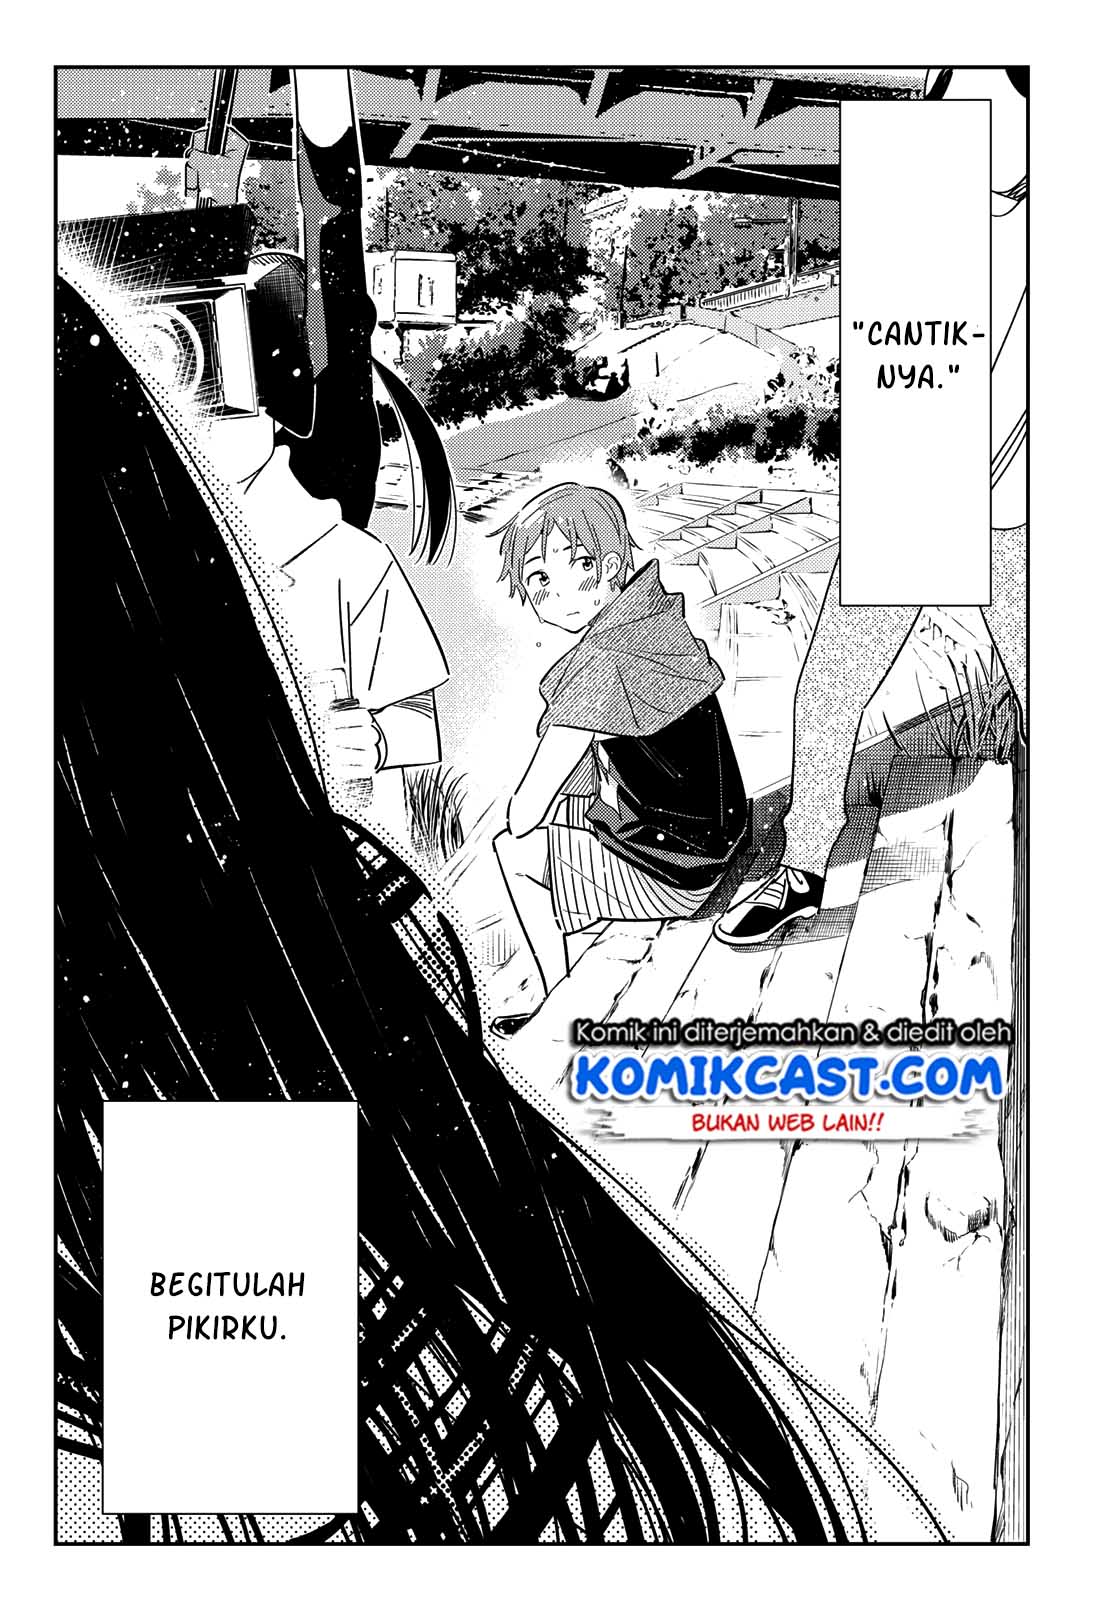 "CANTIK-
NYA."
Komik ini diterjemahkan & diedit oleh
KOMIKCAST.COM
BUKAN WEB LAIN!!
BEGITULAH
PIKIRKU.